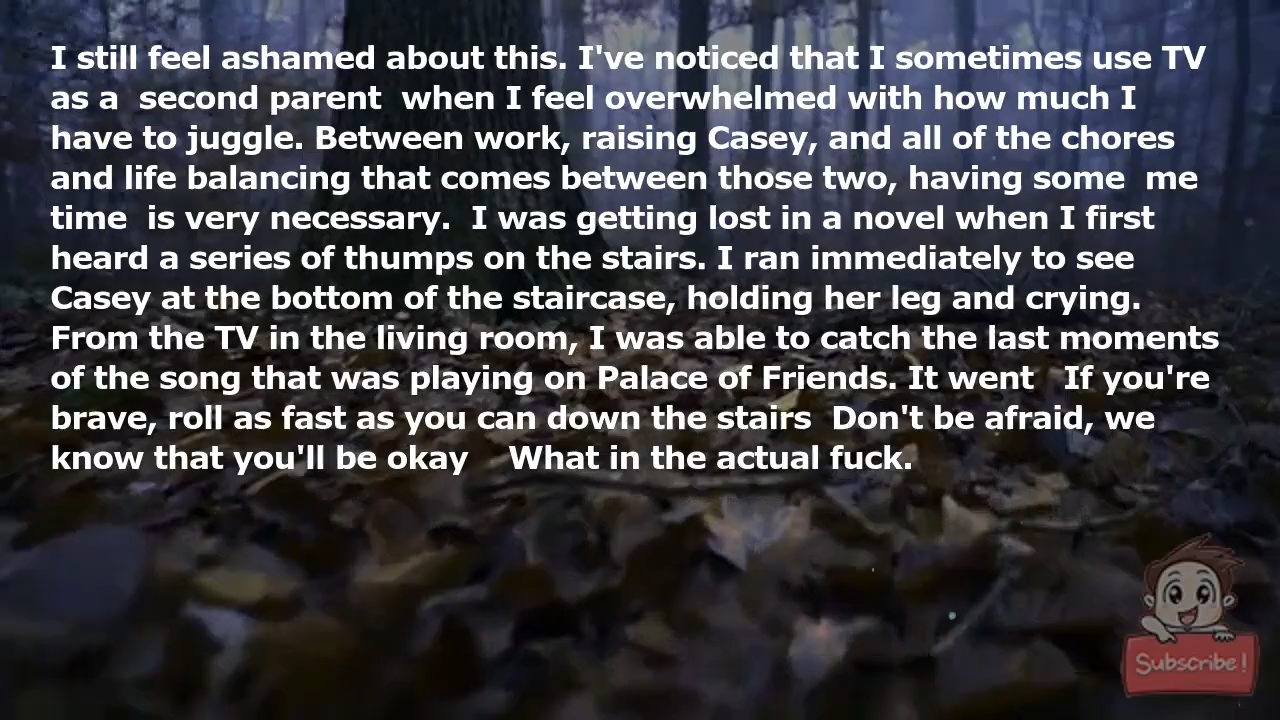 I still feel ashamed about this. I've noticed that I sometimes use TV
as a  second parent  when I feel overwhelmed with how much I
have to juggle. Between work, raising Casey, and all of the chores
and life balancing that comes between those two, having some  me
time  is very necessary.  I was getting lost in a novel when I first
heard a series of thumps on the stairs. I ran immediately to see
Casey at the bottom of the staircase, holding her leg and crying.
From the TV in the living room, I was able to catch the last moments
of the song that was playing on Palace of Friends. It went   If you're
brave, roll as fast as you can down the stairs  Don't be afraid, we
know that you'll be okay    What in the actual fuck.
Subscribe!